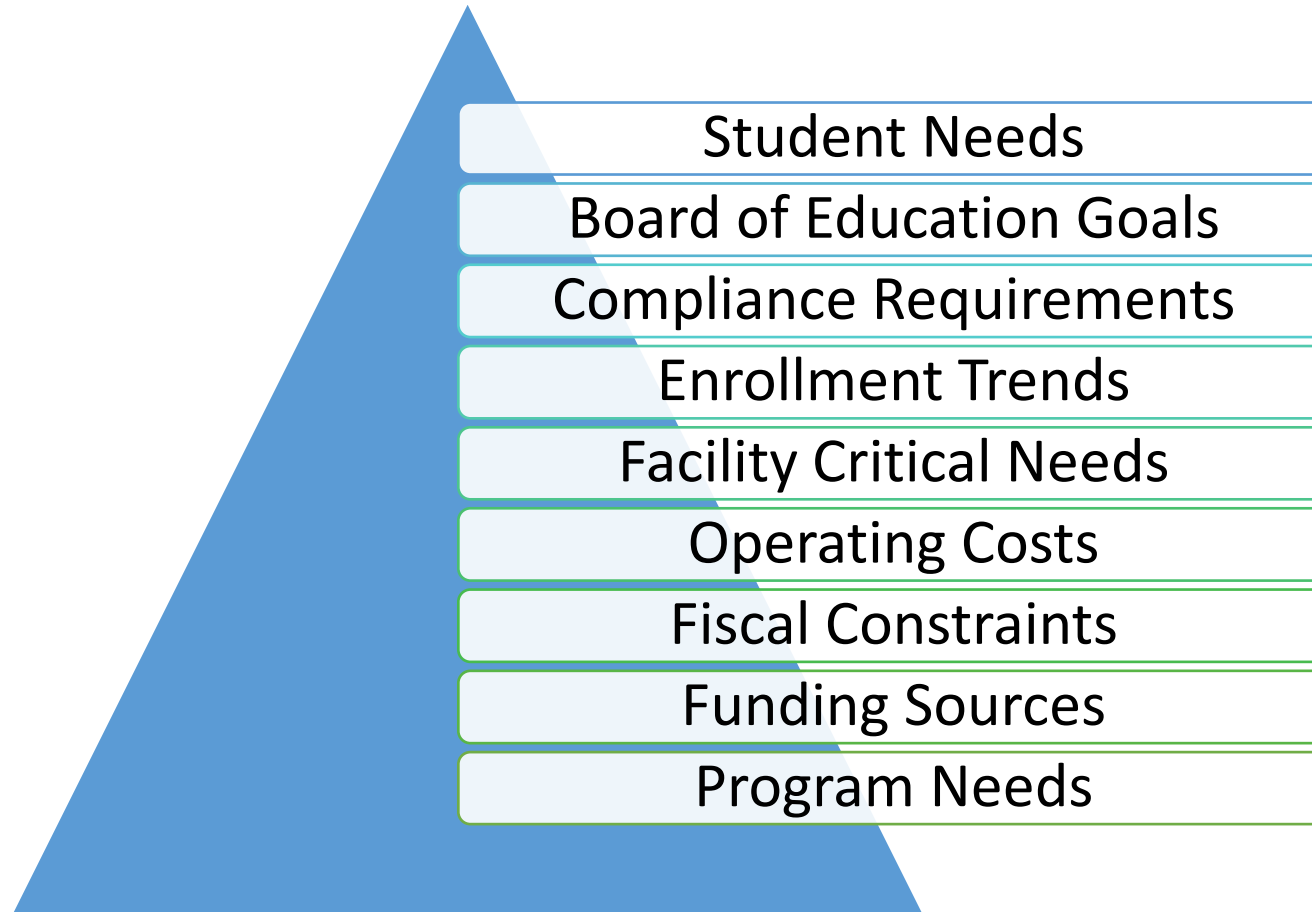 Student Needs
Board of Education Goals
Compliance Requirements
Enrollment Trends
Facility Critical Needs
Operating Costs
Fiscal Constraints
Funding Sources
Program Needs